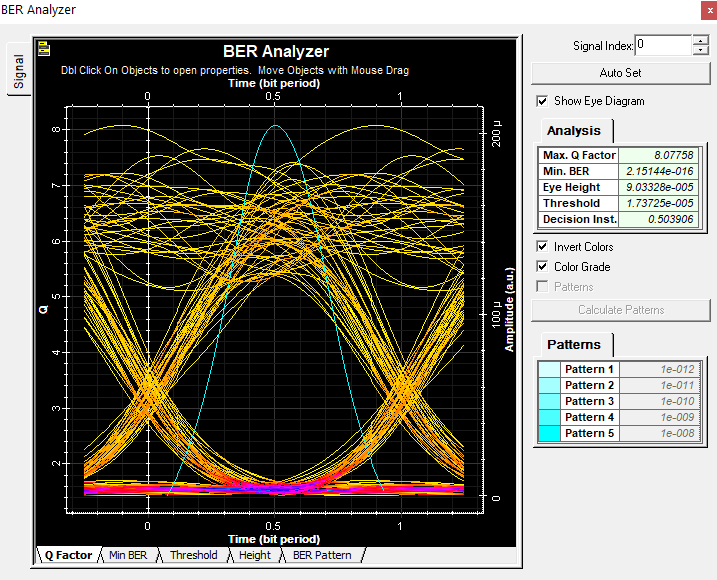 BER Analyzer
x
Signal
BER Analyzer
Dbl Click On Objects to open properties. Move Objects with Mouse Drag
Time (bit period)
0 0.5 1
Q
8
7
6
5
4
3
2
200 µ
100 µ
0
Amplitude (a.u.)
0 0.5 1
Time (bit period)
Q Factor Min BER Threshold Height BER Pattern
Signal Index: 0
Auto Set
Show Eye Diagram
Analysis
Max. Q Factor 8.07758
Min. BER 2.15144e-016
Eye Height 9.03328e-005
Threshold 1.73725e-005
Decision Inst. 0.503906
Invert Colors
Color Grade
Patterns
Calculate Patterns
Patterns
Pattern 1 1e-012
Pattern 2 1e-011
Pattern 3 1e-010
Pattern 4 1e-009
Pattern 5 1e-008